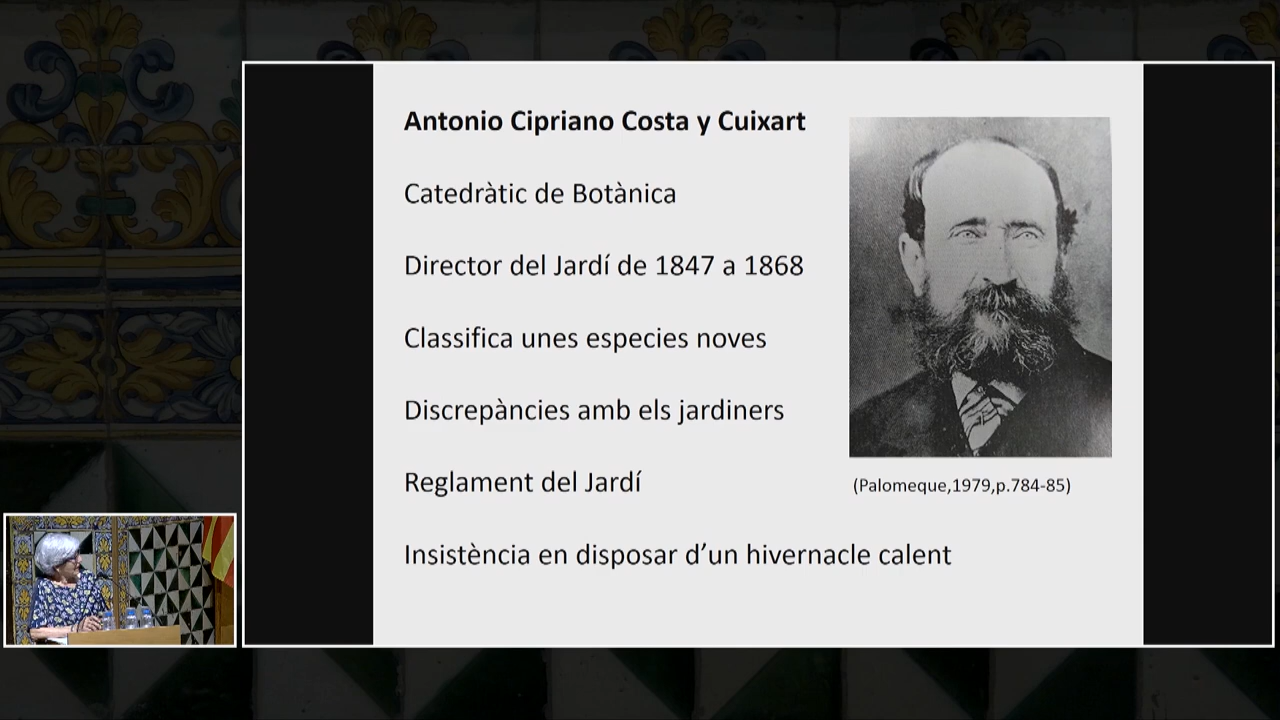 Antonio Cipriano Costa y Cuixart
Catedràtic de Botànica
Director del Jardí de 1847 a 1868
Classifica unes especies noves
Discrepàncies amb els jardiners
Reglament del Jardí
(Palomeque,1979,p.784-85)
Insistència en disposar d’un hivernacle calent